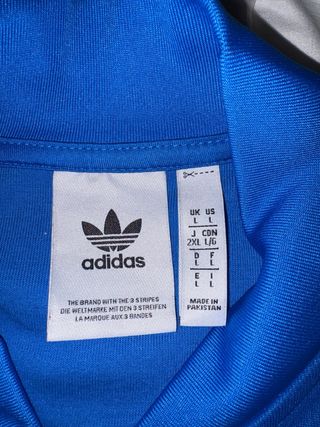 adidas
THE BRAND WITH THE 3 STRIPES
DIE WELTMARKE MIT DEN 3 STREIFEN
LA MARQUE AUX 3 BANDES
UK US
L L
J CDN
2XL L/G
D F
L L
E I
L L
MADE IN
PAKISTAN